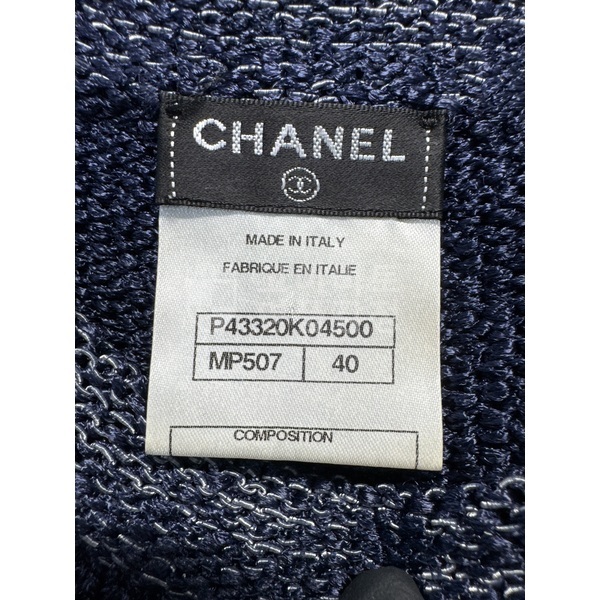 CHANEL
MADE IN ITALY
FABRIQUE EN ITALIE
P43320K04500
MP507 40
COMPOSITION